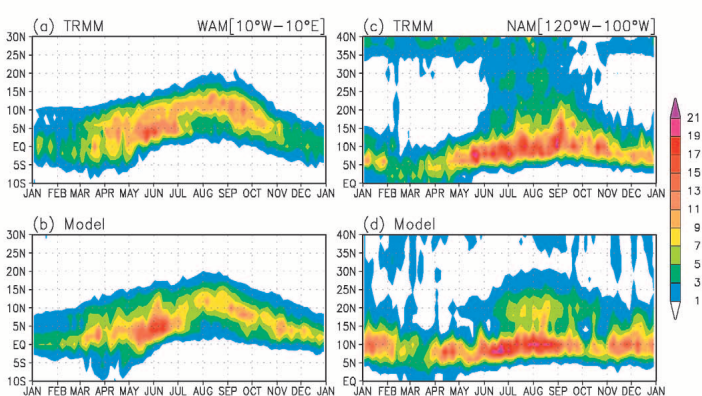 (a) TRMM WAM[10°W−10°E]
30N
25N
20N
15N
10N
5N
EQ
5S
10S
JAN FEB MAR APR MAY JUN JUL AUG SEP OCT NOV DEC JAN
(c) TRMM NAM[120°W−100°W]
40N
35N
30N
25N
20N
15N
10N
5N
EQ
JAN FEB MAR APR MAY JUN JUL AUG SEP OCT NOV DEC JAN
(b) Model
30N
25N
20N
15N
10N
5N
EQ
5S
10S
JAN FEB MAR APR MAY JUN JUL AUG SEP OCT NOV DEC JAN
(d) Model
40N
35N
30N
25N
20N
15N
10N
5N
EQ
JAN FEB MAR APR MAY JUN JUL AUG SEP OCT NOV DEC JAN
21
19
17
15
13
11
9
7
5
3
1